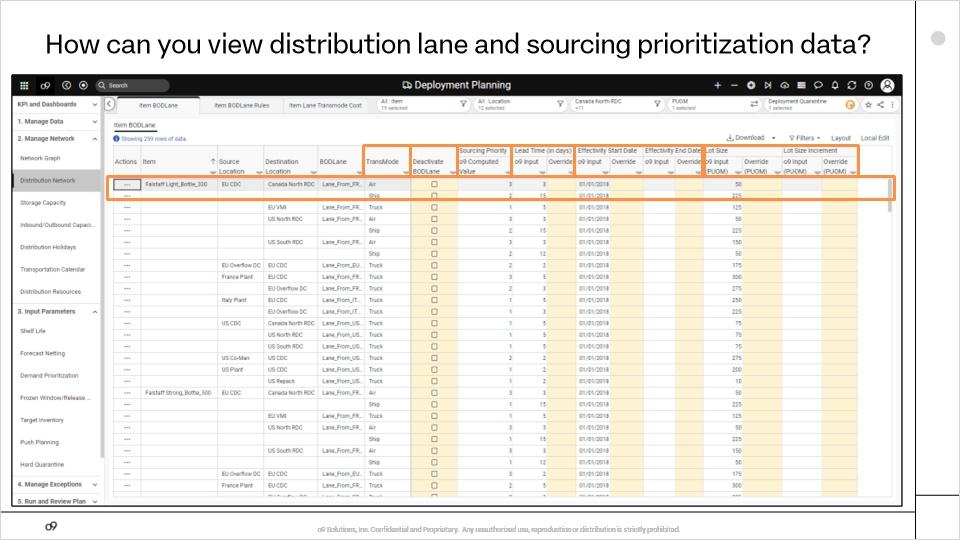 How can you view distribution lane and sourcing prioritization data?
o9 Search Deployment Planning
KPI and Dashboards Item BODLane Item BODLane Rules Item Lane Transmode Cost All : Item 15 selected All : Location 12 selected Canada North RDC +11 PUOM 1 selected Deployment Quarantine 2 selected
1. Manage Data
2. Manage Network
Network Graph
Distribution Network
Storage Capacity
Inbound/Outbound Capaci...
Distribution Holidays
Transportation Calendar
Distribution Resources
3. Input Parameters
Shelf Life
Forecast Netting
Demand Prioritization
Frozen Window/Release ...
Target Inventory
Push Planning
Hard Quarantine
4. Manage Exceptions
5. Run and Review Plan
Item BODLane
Showing 259 rows of data. Download Filters Layout Local Edit
Sourcing Priority Lead Time (in days) Effectivity Start Date Effectivity End Date Lot Size Lot Size Increment
Actions Item Source Location Destination Location BODLane TransMode Deactivate BODLane o9 Computed Value o9 Input Override o9 Input Override o9 Input Override o9 Input (PUOM) Override (PUOM) o9 Input (PUOM) Override (PUOM)
--- Falstaff Light_Bottle_330 EU CDC Canada North RDC Lane_From_FR... Air 3 3 01/01/2018 50
--- Ship 2 15 01/01/2018 225
--- EU VMI Lane_From_FR... Truck 1 5 01/01/2018 125
--- US North RDC Lane_From_FR... Air 3 3 01/01/2018 50
--- Ship 2 15 01/01/2018 225
--- US South RDC Lane_From_FR... Air 3 3 01/01/2018 150
--- Ship 2 12 01/01/2018 50
--- EU Overflow DC EU CDC Lane_From_EU... Truck 2 2 01/01/2018 175
--- France Plant EU CDC Lane_From_FR... Truck 3 5 01/01/2018 300
--- EU Overflow DC Lane_From_FR... Truck 2 3 01/01/2018 275
--- Italy Plant EU CDC Lane_From_IT... Truck 1 5 01/01/2018 250
--- EU Overflow DC Lane_From_IT... Truck 1 3 01/01/2018 225
--- US CDC Canada North RDC Lane_From_US... Truck 1 5 01/01/2018 75
--- US North RDC Lane_From_US... Truck 1 5 01/01/2018 75
--- US South RDC Lane_From_US... Truck 1 3 01/01/2018 75
--- US Co-Man US CDC Lane_From_US... Truck 2 2 01/01/2018 275
--- US Plant US CDC Lane_From_US... Truck 1 2 01/01/2018 200
--- US Repack Lane_From_US... Truck 1 2 01/01/2018 10
--- Falstaff Strong_Bottle_500 EU CDC Canada North RDC Lane_From_FR... Air 2 3 01/01/2018 50
--- Ship 1 15 01/01/2018 225
--- EU VMI Lane_From_FR... Truck 1 5 01/01/2018 125
--- US North RDC Lane_From_FR... Air 2 3 01/01/2018 50
--- Ship 1 15 01/01/2018 225
--- US South RDC Lane_From_FR... Air 2 3 01/01/2018 150
--- Ship 1 12 01/01/2018 50
--- EU Overflow DC EU CDC Lane_From_EU... Truck 3 2 01/01/2018 175
--- France Plant EU CDC Lane_From_FR... Truck 2 5 01/01/2018 300
o9
o9 Solutions, Inc. Confidential and Proprietary. Any unauthorized use, reproduction or distribution is strictly prohibited.